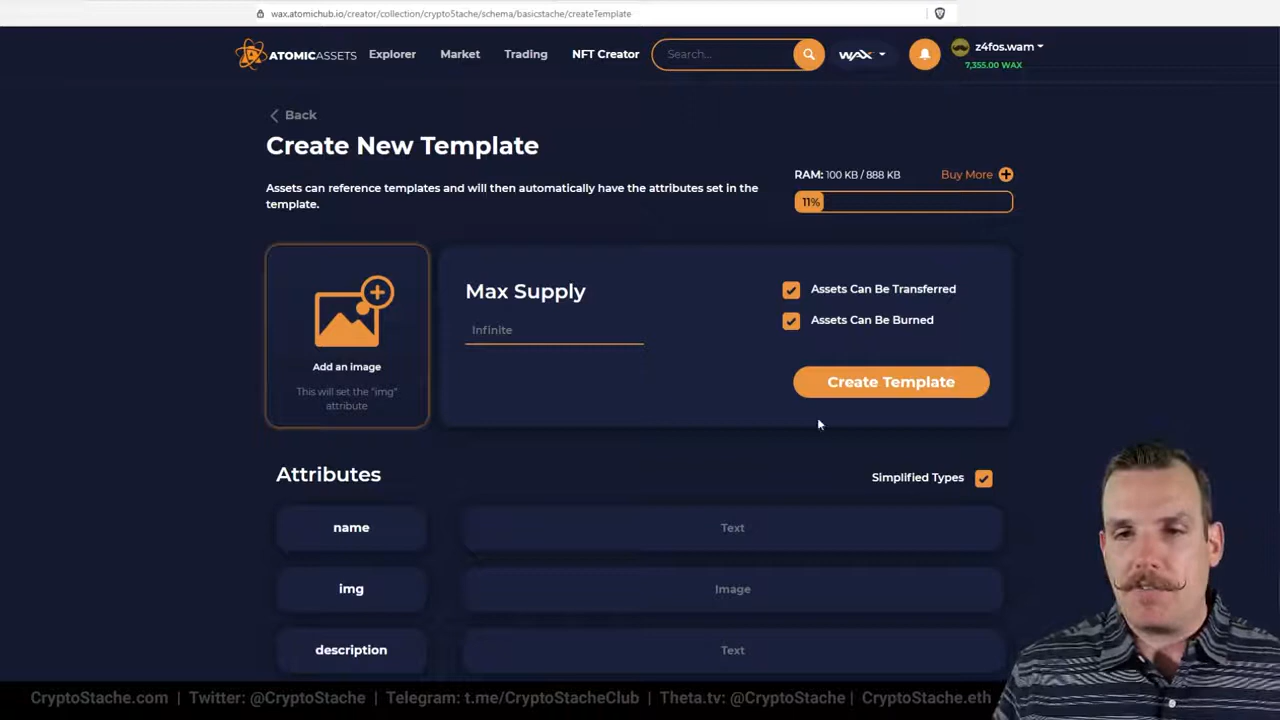 wax.atomichub.io/creator/collection/crypto5tache/schema/basicstache/createTemplate
ATOMICASSETS Explorer Market Trading NFT Creator Search... WAX z4fos.wam
7,355.00 WAX
Back
Create New Template
Assets can reference templates and will then automatically have the attributes set in the
template.
RAM: 100 KB / 888 KB Buy More
11%
Add an image
This will set the "img"
attribute
Max Supply
Infinite
Assets Can Be Transferred
Assets Can Be Burned
Create Template
Attributes
Simplified Types
name Text
img Image
description Text
CryptoStache.com | Twitter: @CryptoStache | Telegram: t.me/CryptoStacheClub | Theta.tv: @CryptoStache | CryptoStache.eth